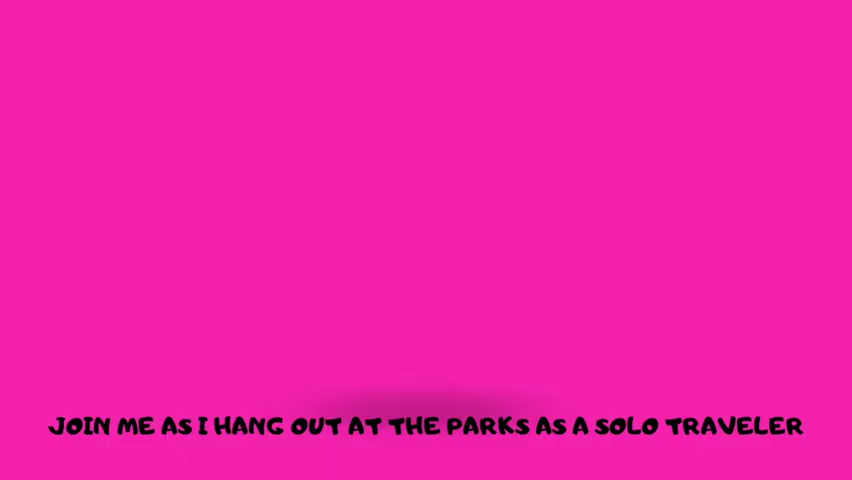 JOIN ME AS I HANG OUT AT THE PARKS AS A SOLO TRAVELER